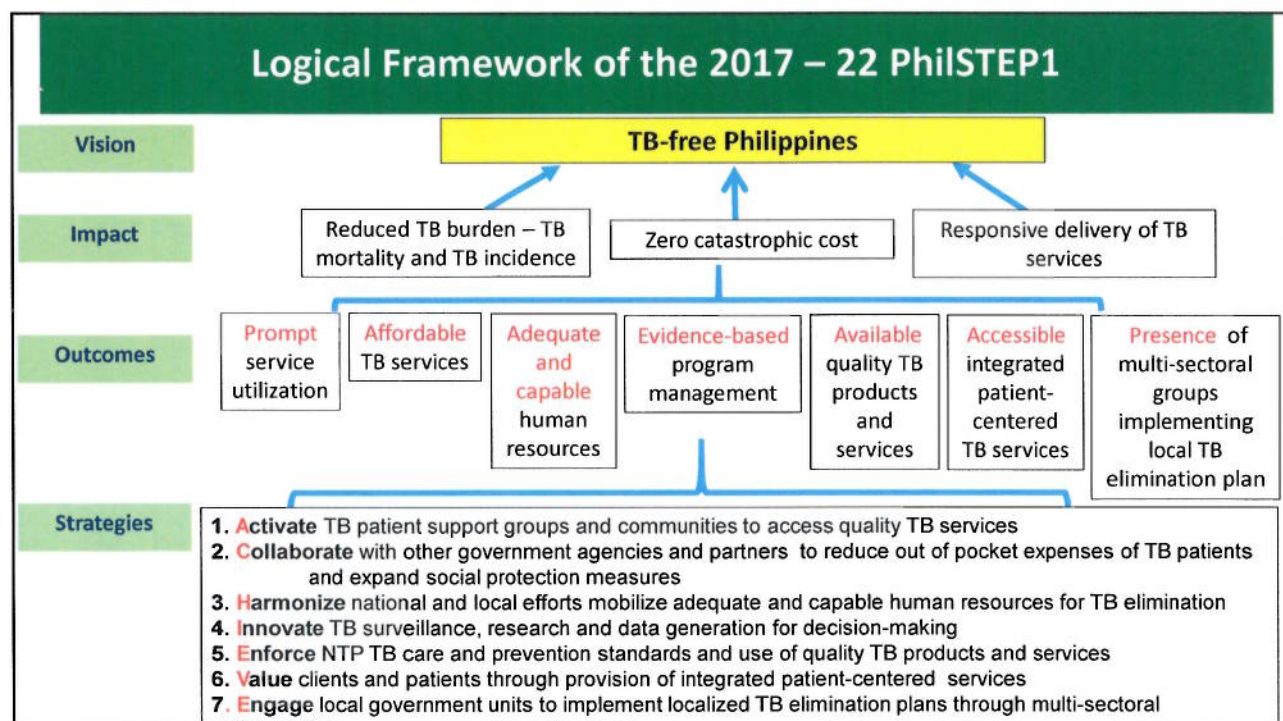 Logical Framework of the 2017 – 22 PhilSTEP1
Vision
TB-free Philippines
Impact
Reduced TB burden – TB
mortality and TB incidence
Zero catastrophic cost
Responsive delivery of TB
services
Outcomes
Prompt
service
utilization
Affordable
TB services
Adequate
and
capable
human
resources
Evidence-based
program
management
Available
quality TB
products
and
services
Accessible
integrated
patient-
centered
TB services
Presence of
multi-sectoral
groups
implementing
local TB
elimination plan
Strategies
1. Activate TB patient support groups and communities to access quality TB services
2. Collaborate with other government agencies and partners to reduce out of pocket expenses of TB patients
and expand social protection measures
3. Harmonize national and local efforts mobilize adequate and capable human resources for TB elimination
4. Innovate TB surveillance, research and data generation for decision-making
5. Enforce NTP TB care and prevention standards and use of quality TB products and services
6. Value clients and patients through provision of integrated patient-centered services
7. Engage local government units to implement localized TB elimination plans through multi-sectoral